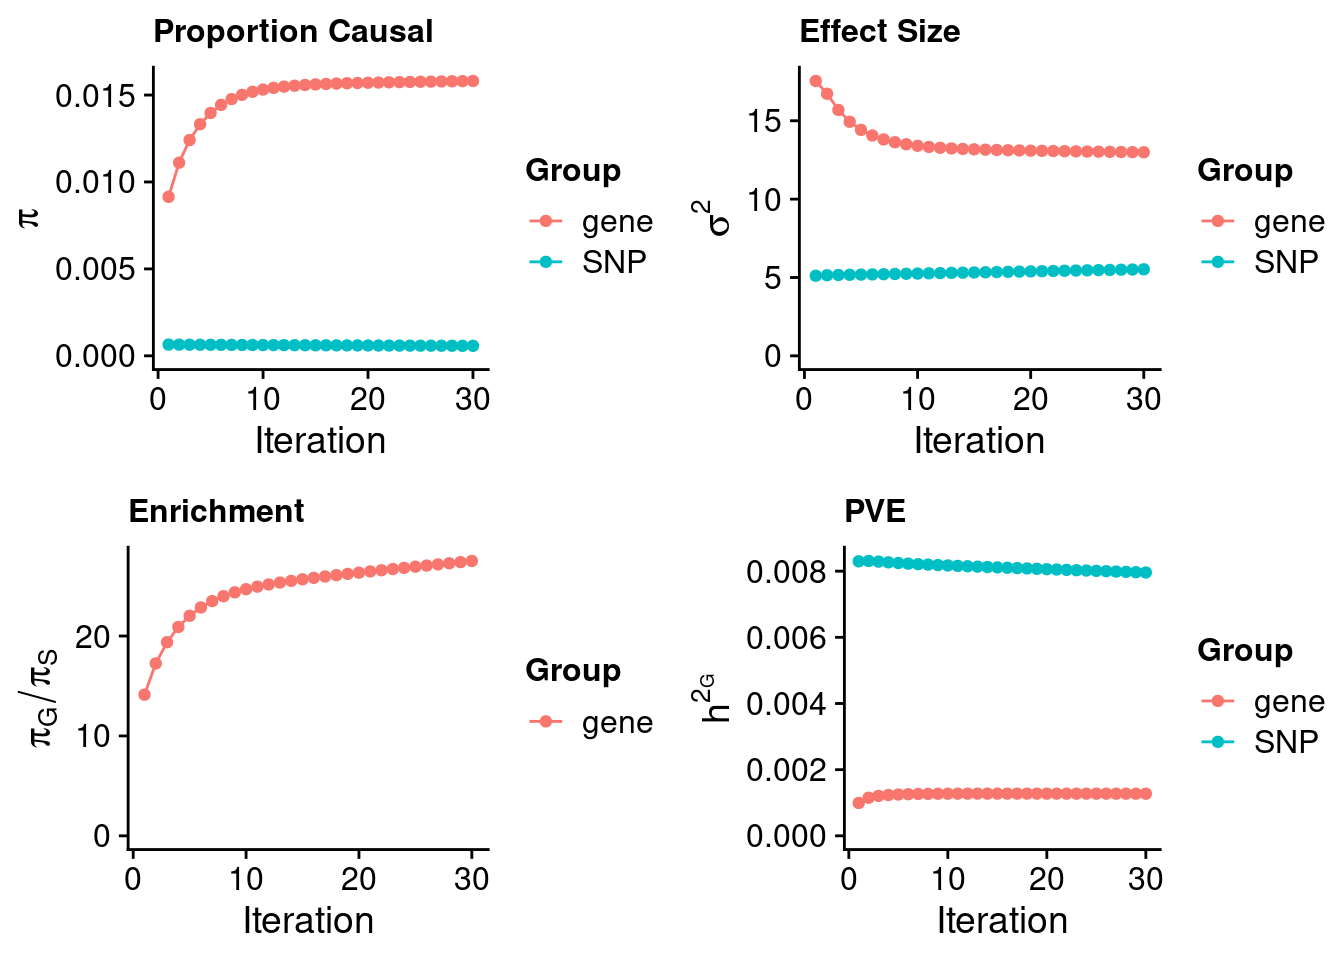 Proportion Causal
π
0.015
0.010
0.005
0.000
0 10 20 30
Iteration
Group
gene
SNP
Effect Size
σ²
15
10
5
0
0 10 20 30
Iteration
Group
gene
SNP
Enrichment
π_G/π_S
20
10
0
0 10 20 30
Iteration
Group
gene
PVE
h^2_G
0.008
0.006
0.004
0.002
0.000
0 10 20 30
Iteration
Group
gene
SNP